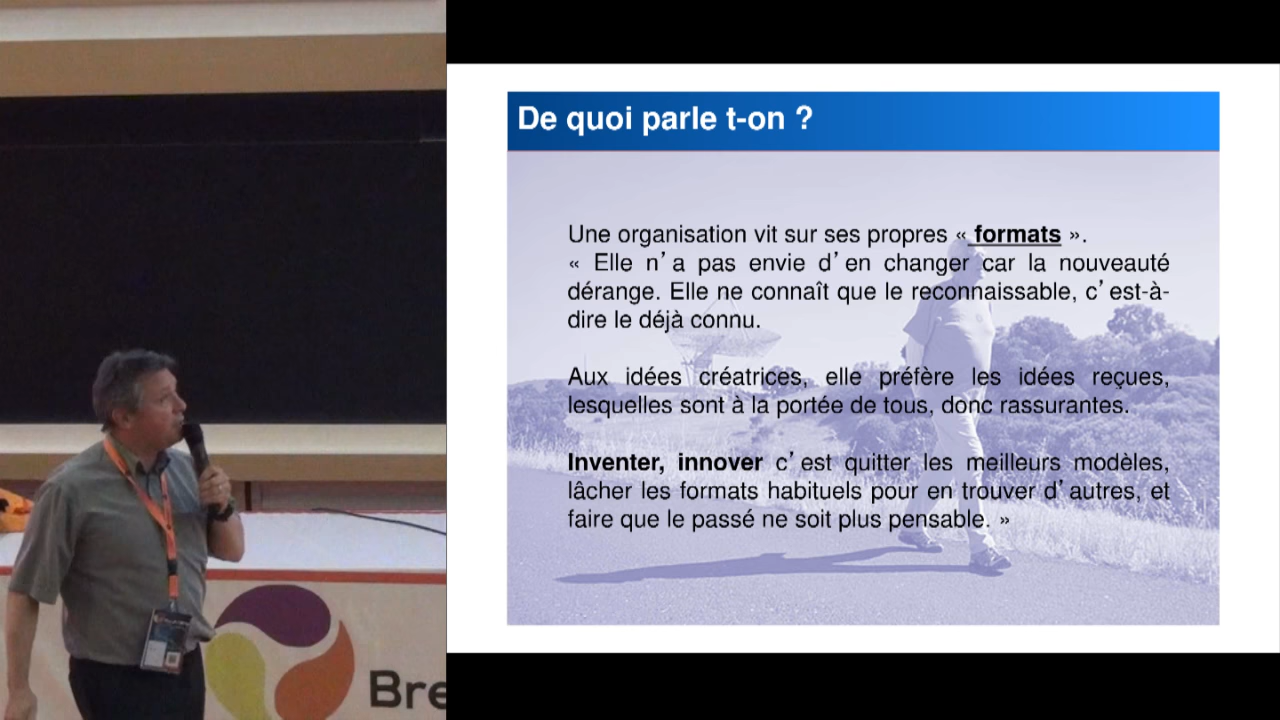 De quoi parle t-on ?
Une organisation vit sur ses propres « formats ».
« Elle n’a pas envie d’en changer car la nouveauté
dérange. Elle ne connaît que le reconnaissable, c’est-à-
dire le déjà connu.
Aux idées créatrices, elle préfère les idées reçues,
lesquelles sont à la portée de tous, donc rassurantes.
Inventer, innover c’est quitter les meilleurs modèles,
lâcher les formats habituels pour en trouver d’autres, et
faire que le passé ne soit plus pensable. »
Bre